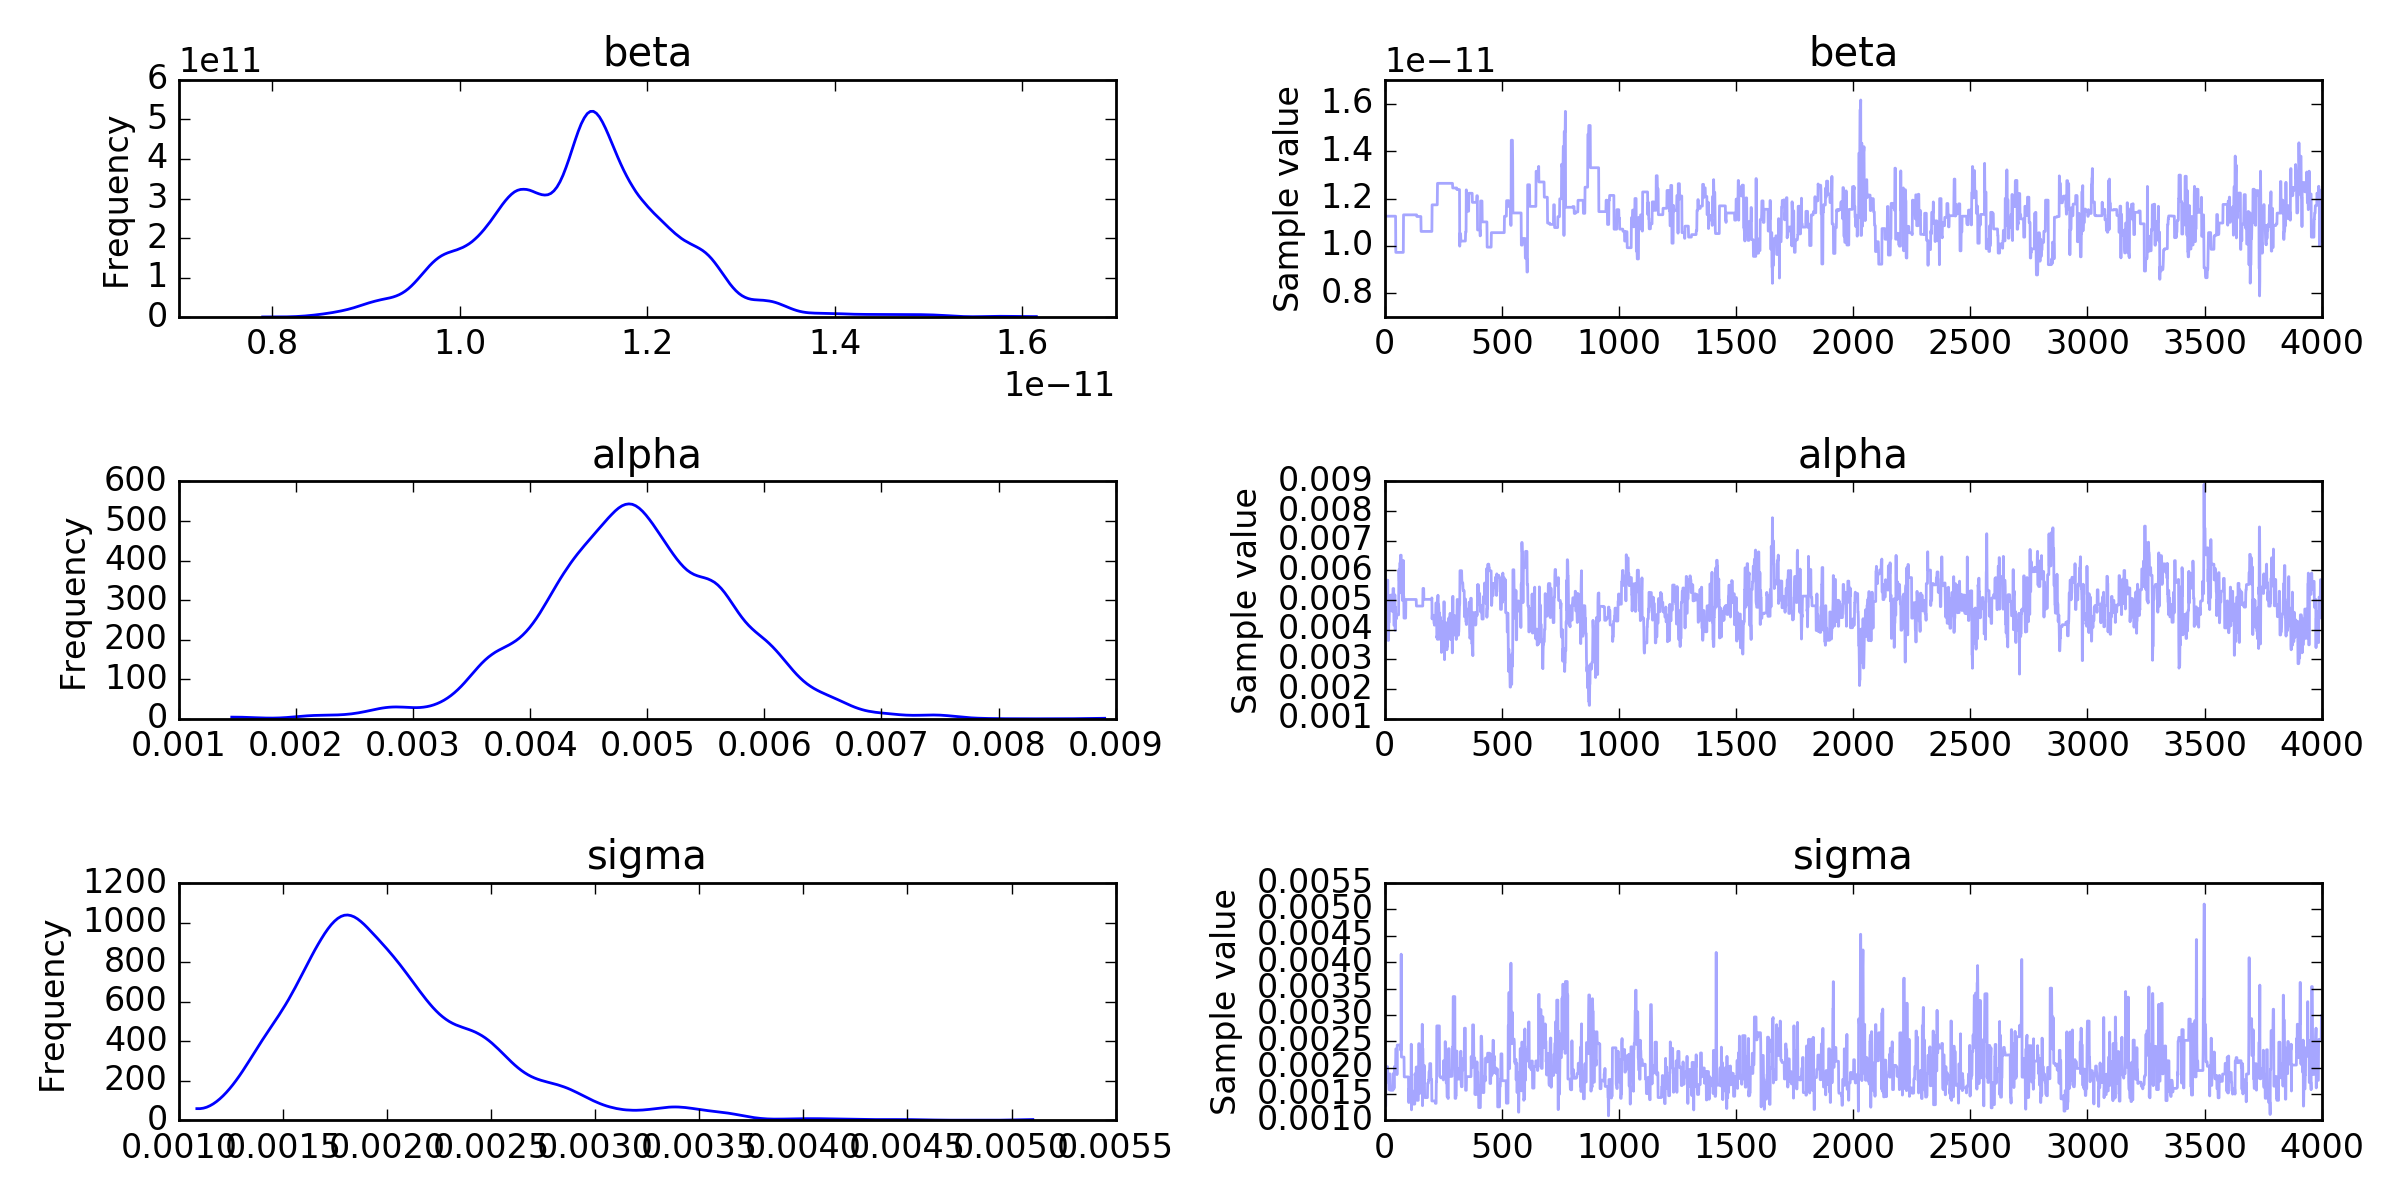 beta
1e11
6
5
4
3
2
1
0
Frequency
0.8 1.0 1.2 1.4 1.6
1e−11
beta
1e−11
Sample value
1.6
1.4
1.2
1.0
0.8
0 500 1000 1500 2000 2500 3000 3500 4000
alpha
600
500
400
300
200
100
0
Frequency
0.001 0.002 0.003 0.004 0.005 0.006 0.007 0.008 0.009
alpha
Sample value
0.009
0.008
0.007
0.006
0.005
0.004
0.003
0.002
0.001
0 500 1000 1500 2000 2500 3000 3500 4000
sigma
1200
1000
800
600
400
200
0
Frequency
0.0010 0.0015 0.0020 0.0025 0.0030 0.0035 0.0040 0.0045 0.0050 0.0055
sigma
Sample value
0.0055
0.0050
0.0045
0.0040
0.0035
0.0030
0.0025
0.0020
0.0015
0.0010
0 500 1000 1500 2000 2500 3000 3500 4000